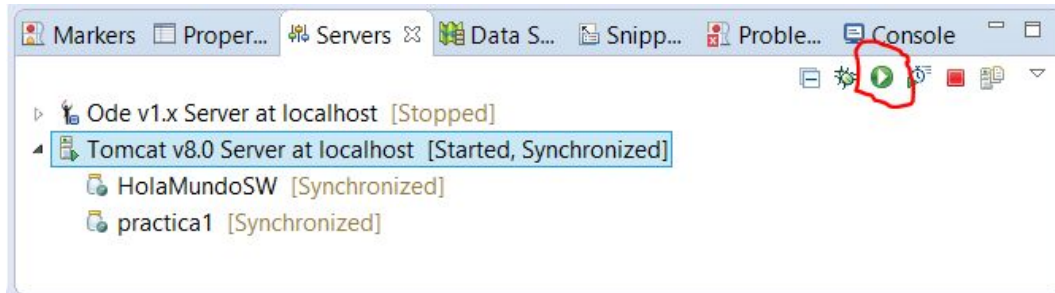 Markers Proper... Servers Data S... Snipp... Proble... Console
Ode v1.x Server at localhost [Stopped]
Tomcat v8.0 Server at localhost [Started, Synchronized]
HolaMundoSW [Synchronized]
practica1 [Synchronized]